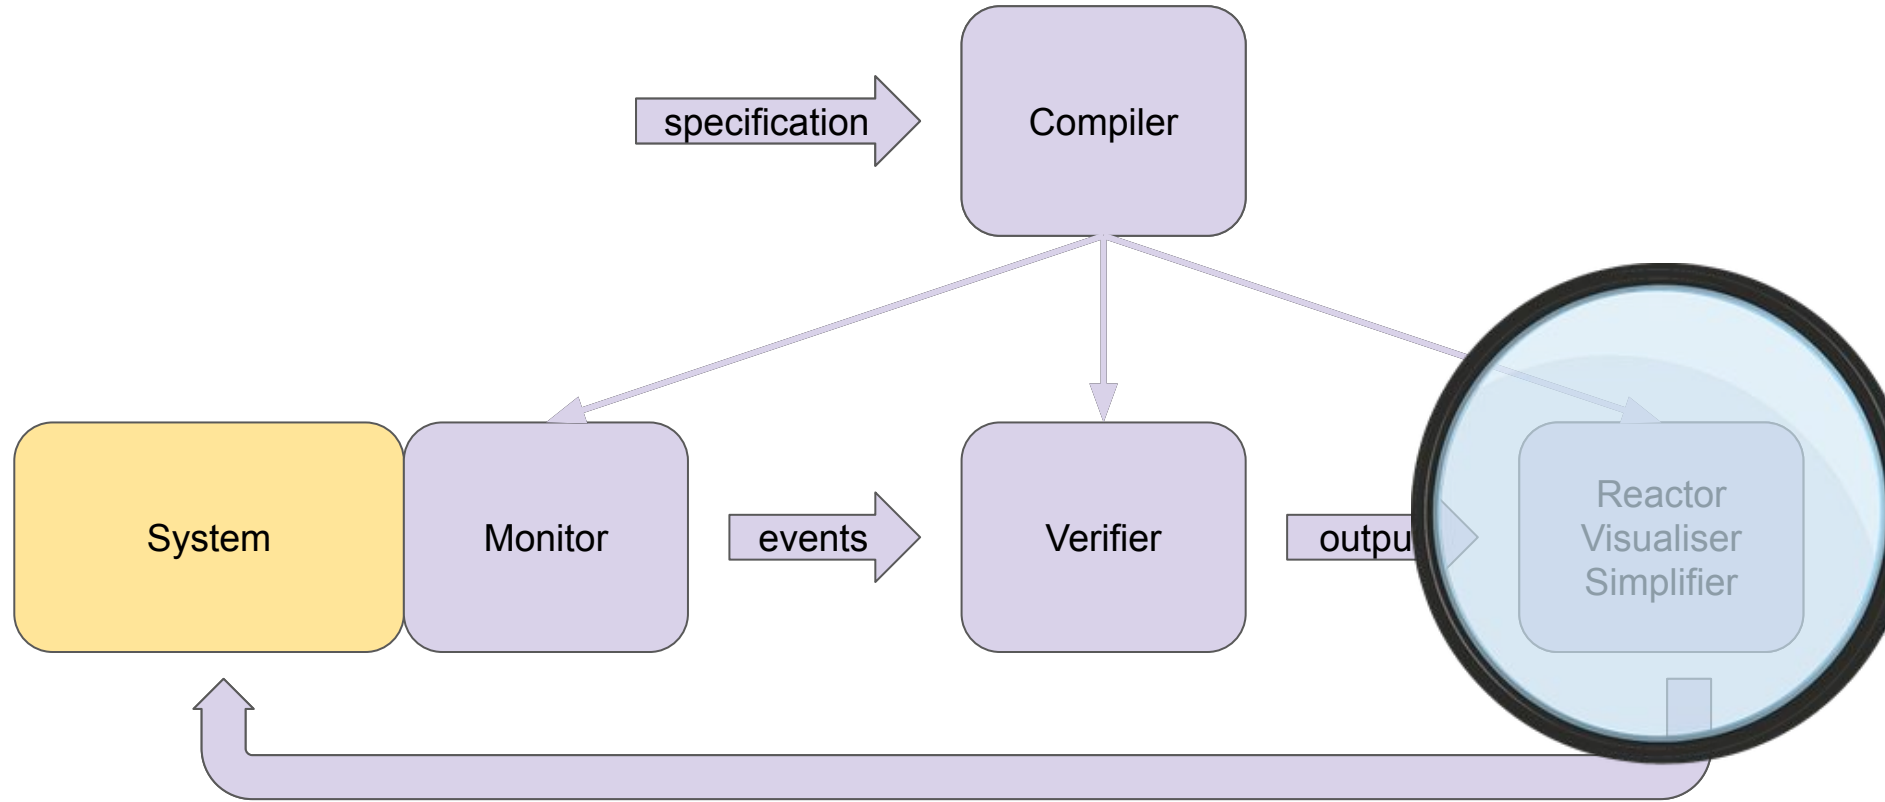 specification
Compiler
System
Monitor
events
Verifier
outpu
Reactor
Visualiser
Simplifier